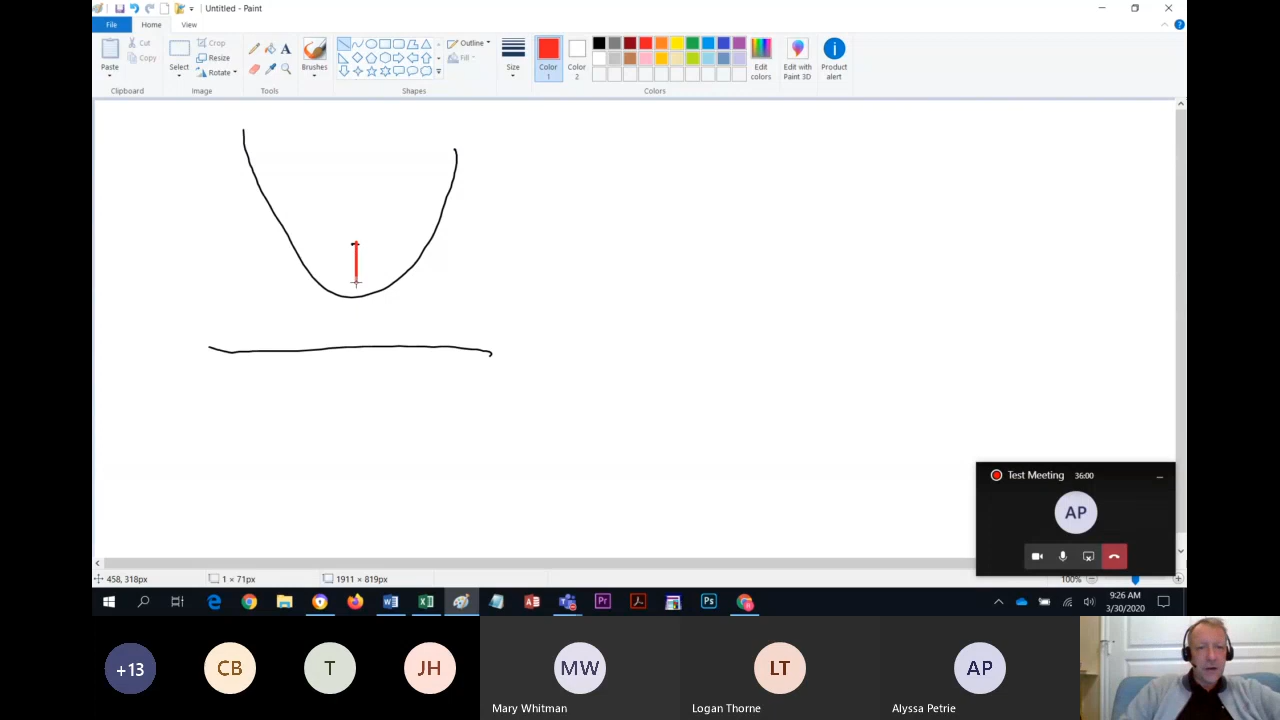 Untitled - Paint
File Home View
Paste
Cut
Copy
Clipboard
Select
Crop
Resize
Rotate
Image
A
Tools
Brushes
Shapes
Outline
Fill
Size
Color 1
Color 2
Colors
Edit colors
Edit with Paint 3D
Product alert
Test Meeting 36:00
AP
458, 318px
1 × 71px
1911 × 819px
100%
9:26 AM
3/30/2020
+13 CB T JH MW LT AP
Mary Whitman Logan Thorne Alyssa Petrie